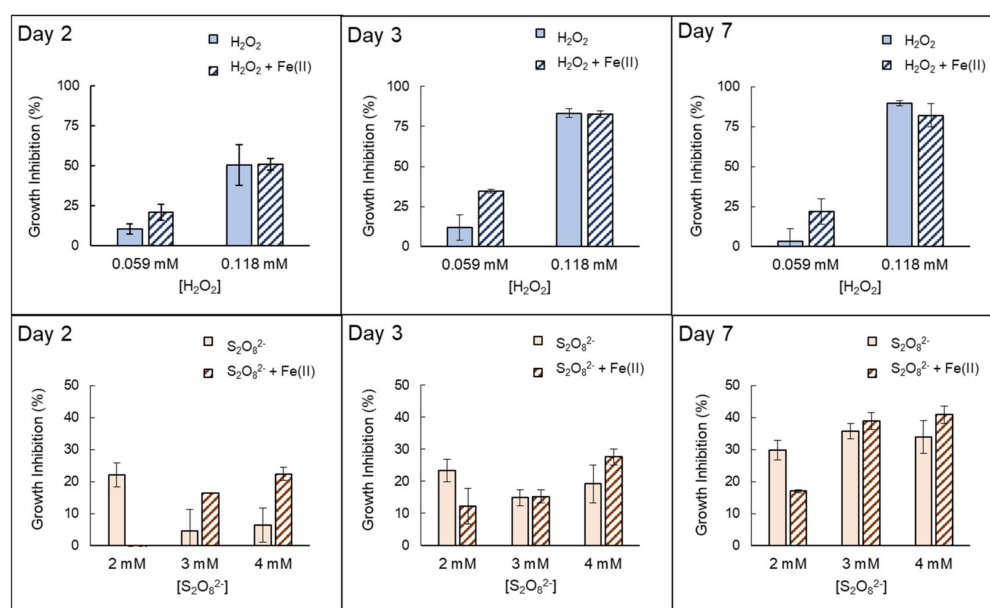 Day 2
H₂O₂
H₂O₂ + Fe(II)
Growth Inhibition (%)
100
75
50
25
0
0.059 mM 0.118 mM
[H₂O₂]
Day 3
H₂O₂
H₂O₂ + Fe(II)
Growth Inhibition (%)
100
75
50
25
0
0.059 mM 0.118 mM
[H₂O₂]
Day 7
H₂O₂
H₂O₂ + Fe(II)
Growth Inhibition (%)
100
75
50
25
0
0.059 mM 0.118 mM
[H₂O₂]
Day 2
S₂O₈²⁻
S₂O₈²⁻ + Fe(II)
Growth Inhibition (%)
50
40
30
20
10
0
2 mM 3 mM 4 mM
[S₂O₈²⁻]
Day 3
S₂O₈²⁻
S₂O₈²⁻ + Fe(II)
Growth Inhibition (%)
50
40
30
20
10
0
2 mM 3 mM 4 mM
[S₂O₈²⁻]
Day 7
S₂O₈²⁻
S₂O₈²⁻ + Fe(II)
Growth Inhibition (%)
50
40
30
20
10
0
2 mM 3 mM 4 mM
[S₂O₈²⁻]